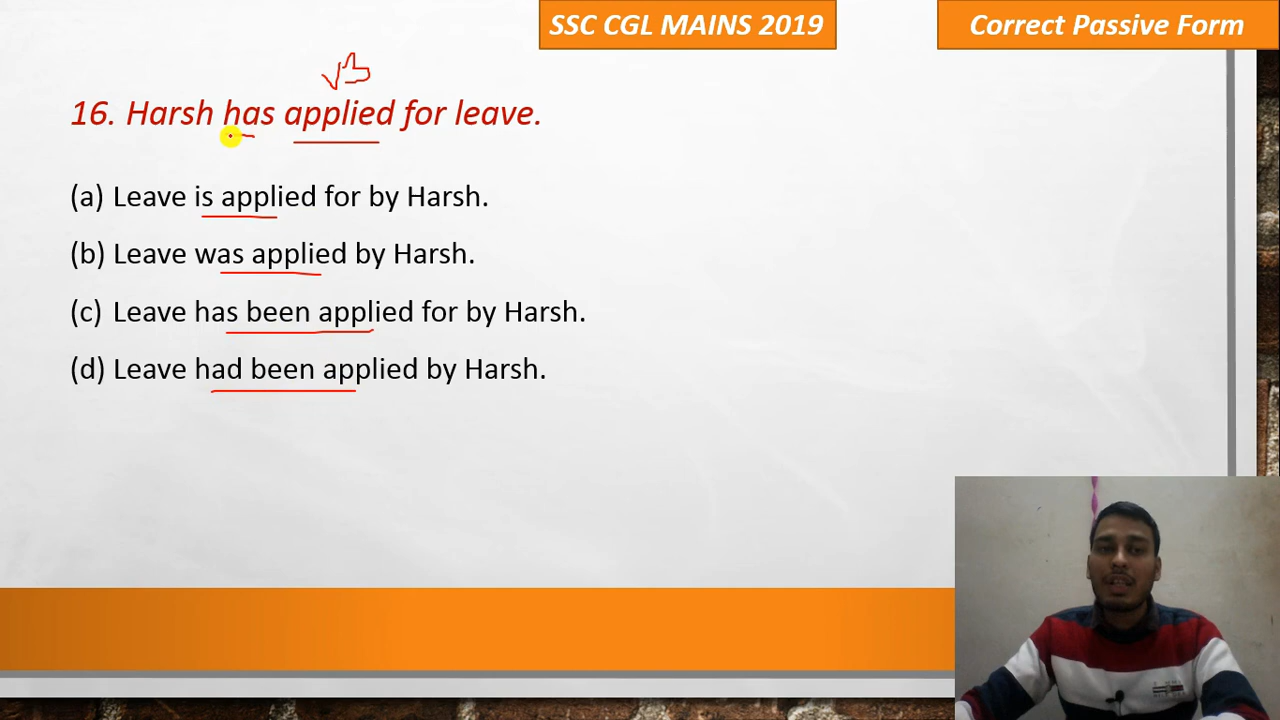 SSC CGL MAINS 2019
Correct Passive Form
16. Harsh has applied for leave.
(a) Leave is applied for by Harsh.
(b) Leave was applied by Harsh.
(c) Leave has been applied for by Harsh.
(d) Leave had been applied by Harsh.